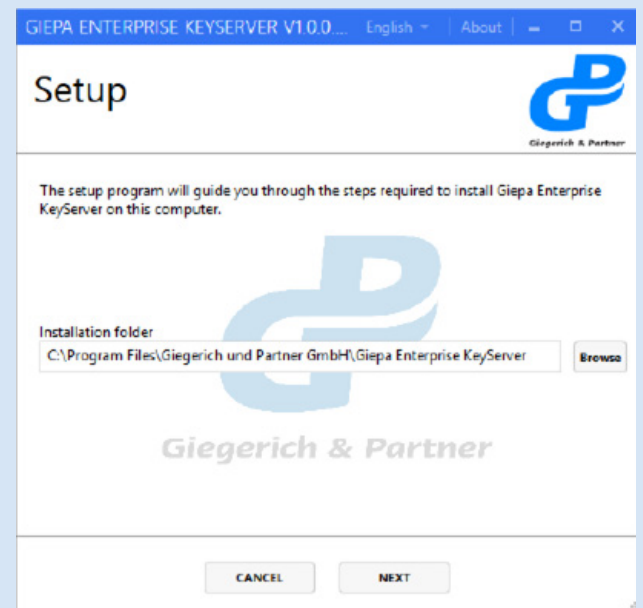 GIEPA ENTERPRISE KEYSERVER V1.0.0.... English About
Setup
Giegerich & Partner
The setup program will guide you through the steps required to install Giepa Enterprise
KeyServer on this computer.
Installation folder
C:\Program Files\Giegerich und Partner GmbH\Giepa Enterprise KeyServer Browse
Giegerich & Partner
CANCEL NEXT